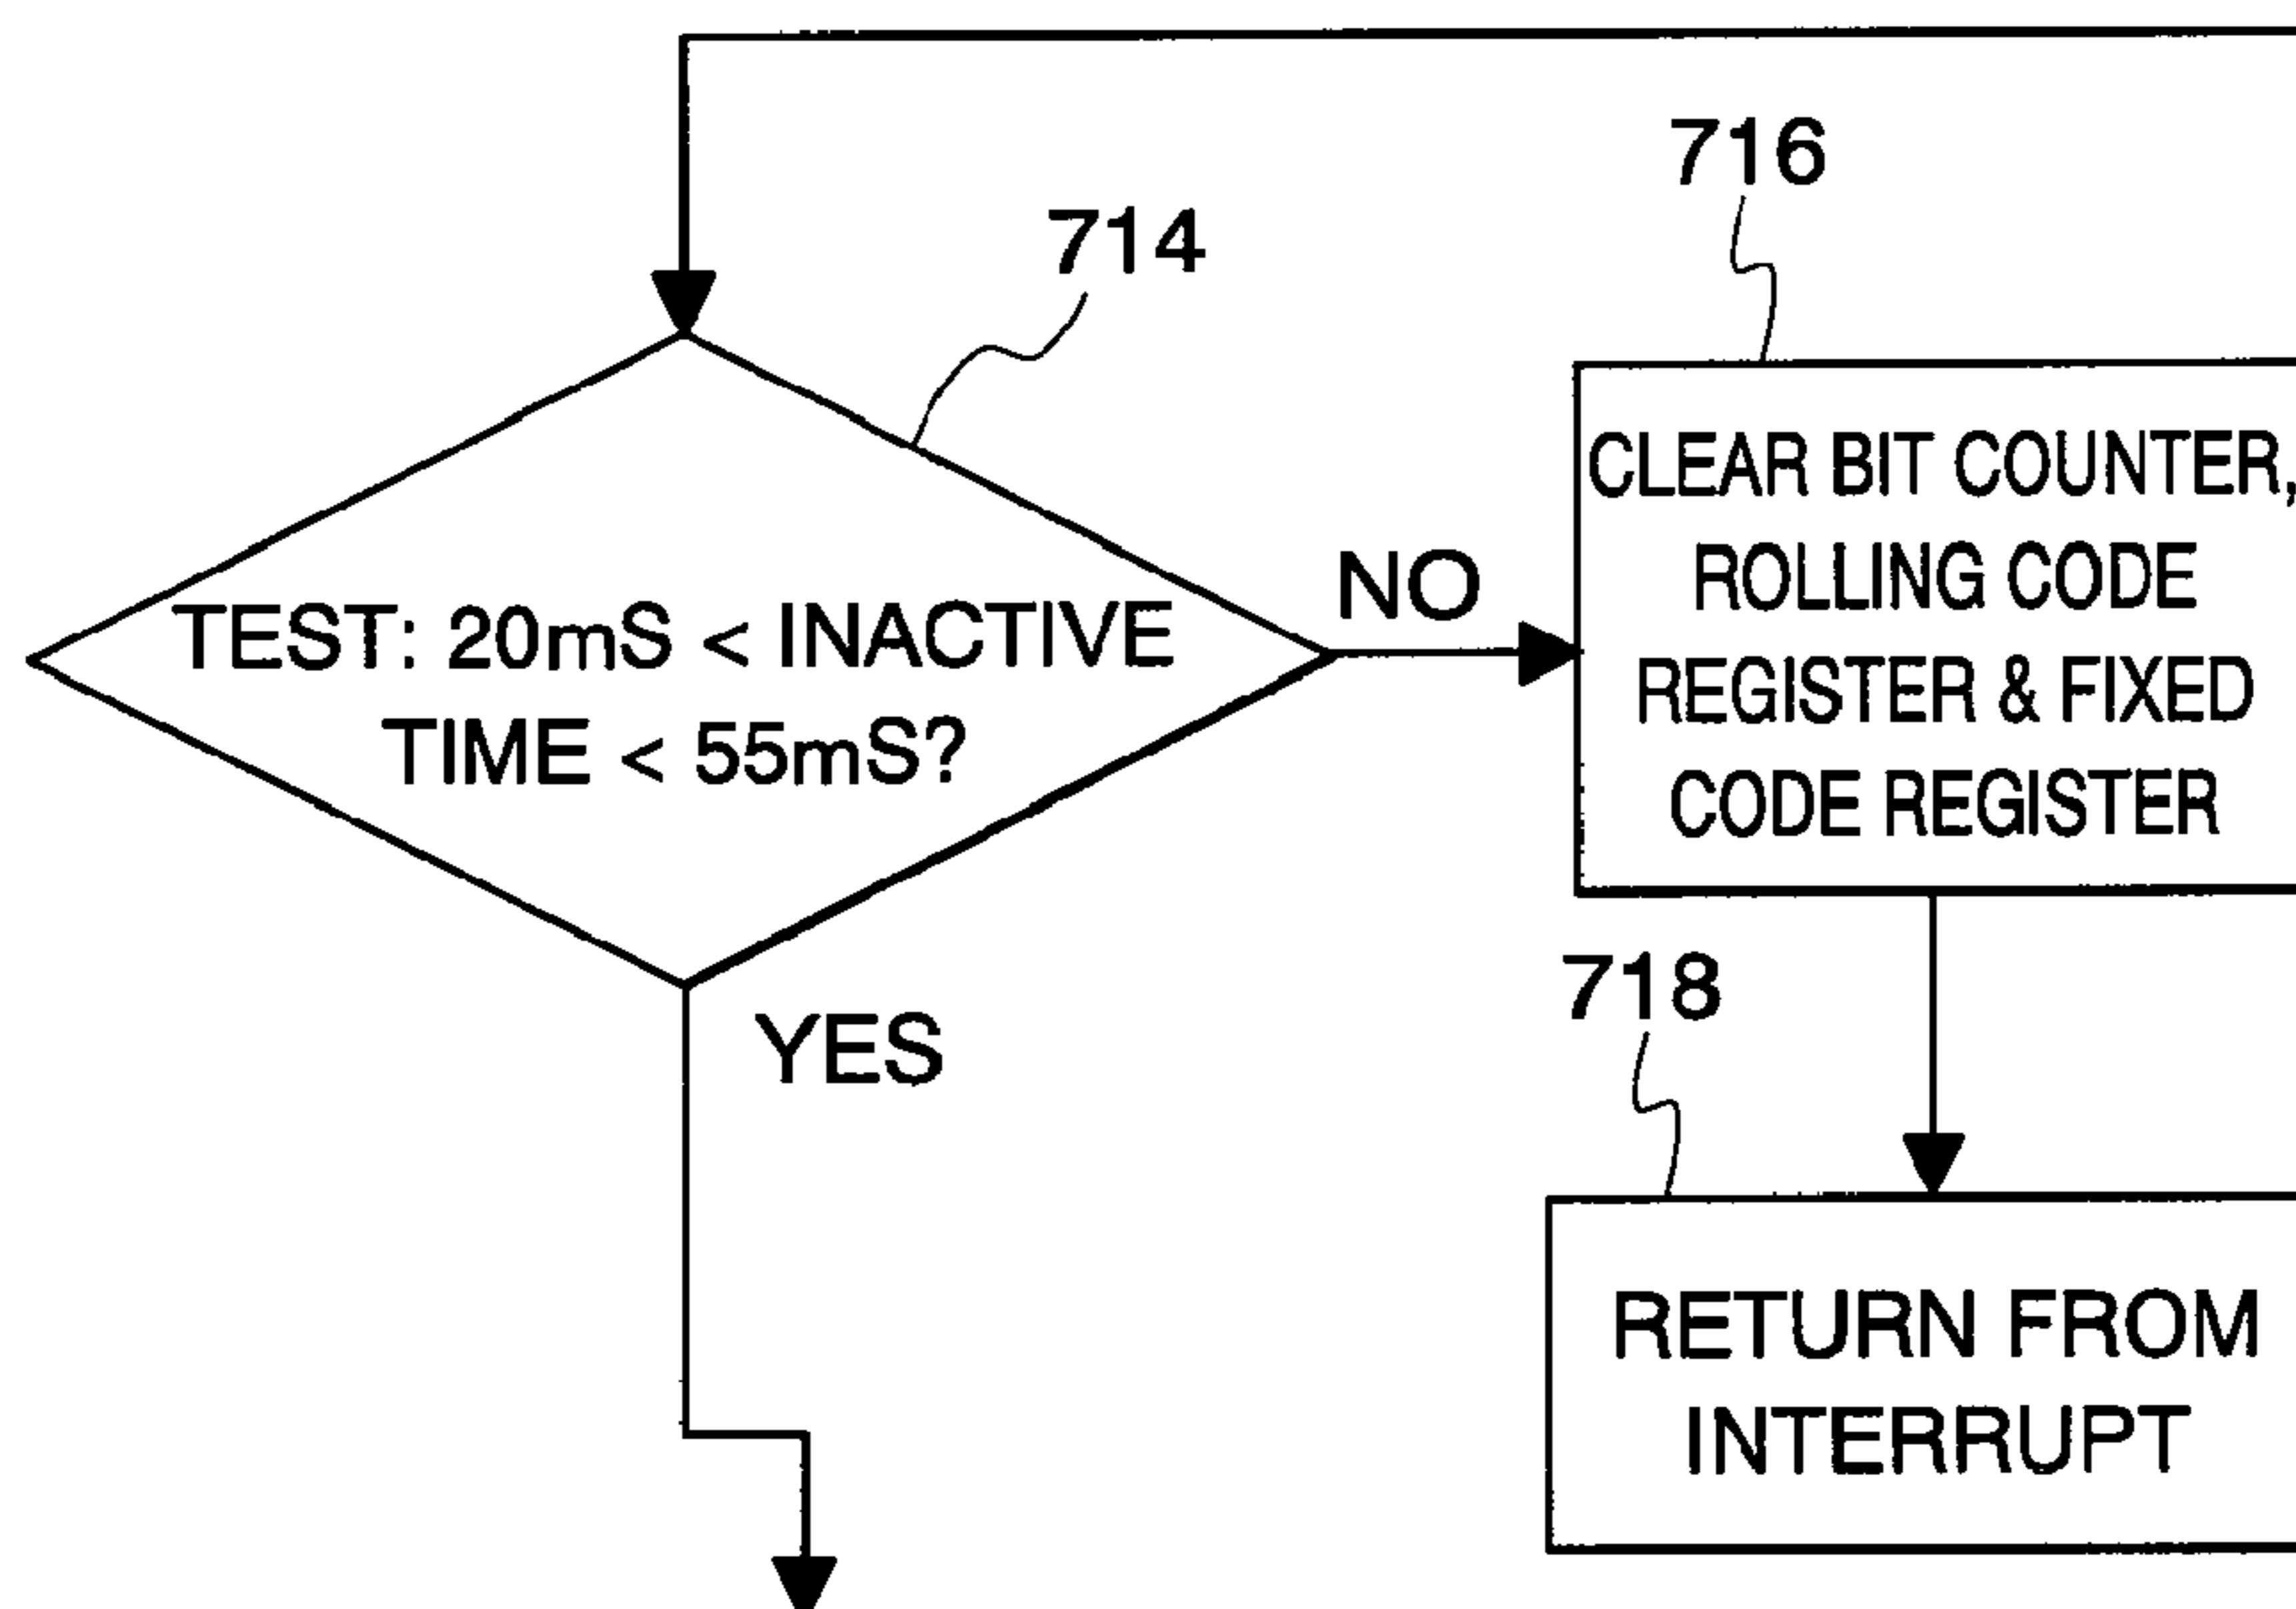 716
714
CLEAR BIT COUNTER,
ROLLING CODE
REGISTER & FIXED
CODE REGISTER
NO
TEST: 20mS < INACTIVE
TIME < 55mS?
YES
718
RETURN FROM
INTERRUPT